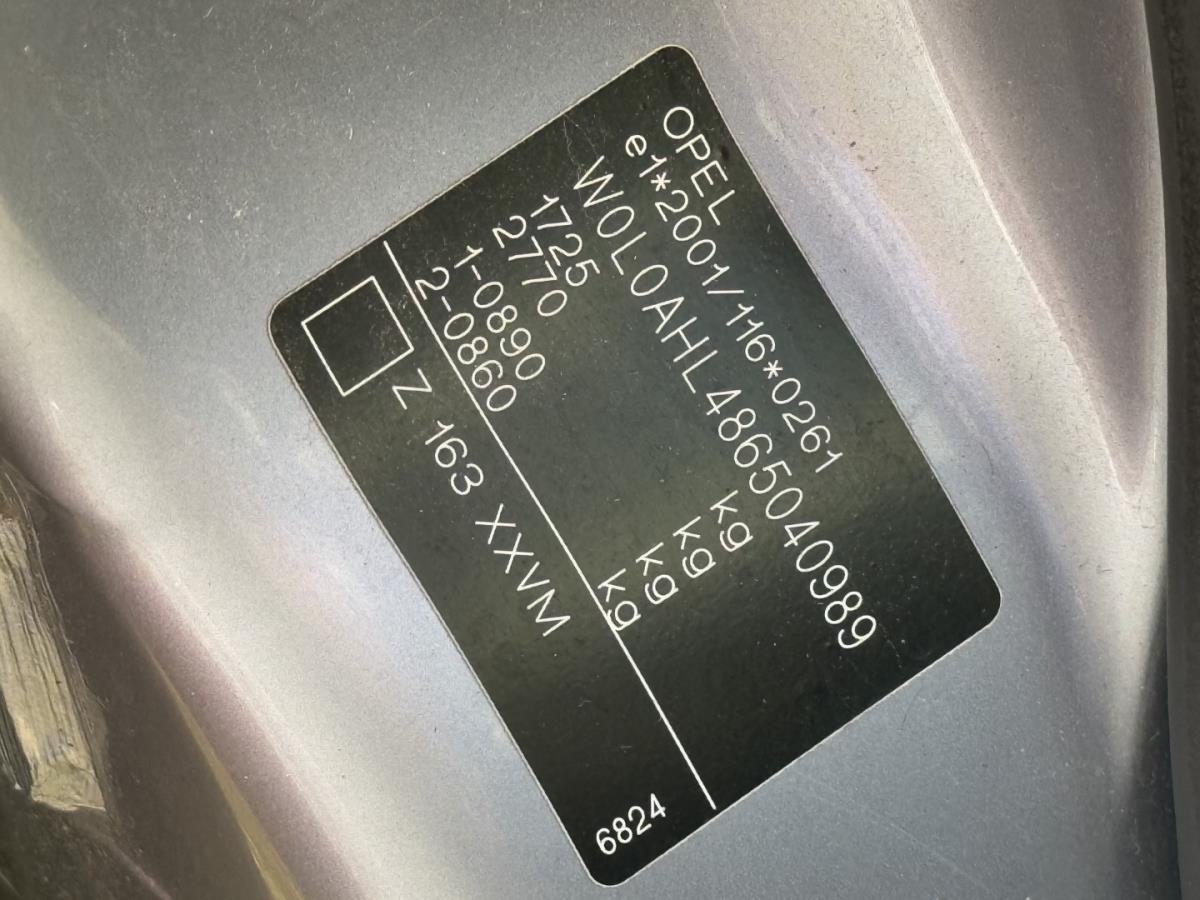 OPEL
e1*2001/116*0261
W0L0AHL4865040989
1725 kg
2770 kg
1-0890 kg
2-0860 kg
Z 163 XXVM
6824